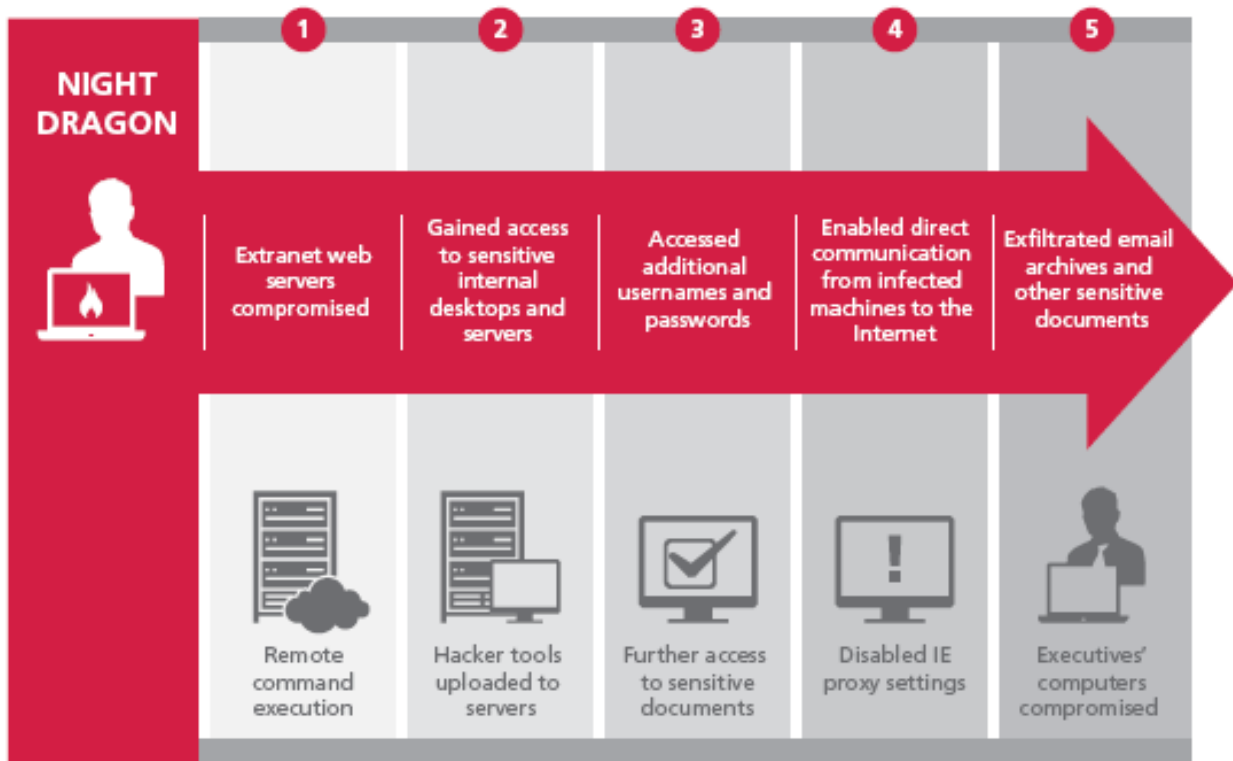 1
2
3
4
5
NIGHT
DRAGON
Extranet web
servers
compromised
Gained access
to sensitive
internal
desktops and
servers
Accessed
additional
usernames and
passwords
Enabled direct
communication
from infected
machines to the
Internet
Exfiltrated email
archives and
other sensitive
documents
Remote
command
execution
Hacker tools
uploaded to
servers
Further access
to sensitive
documents
Disabled IE
proxy settings
Executives'
computers
compromised